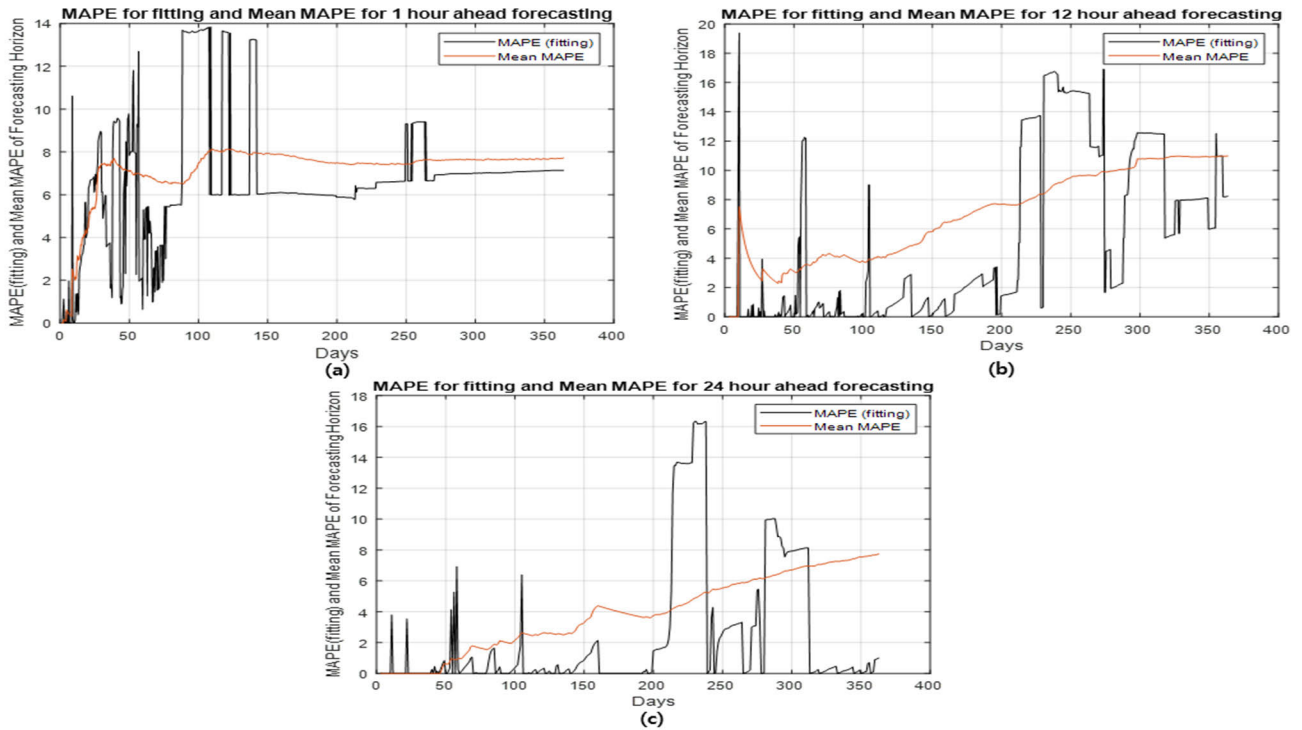 MAPE for fitting and Mean MAPE for 1 hour ahead forecasting
MAPE(fitting) and Mean MAPE of Forecasting Horizon
14
12
10
8
6
4
2
0
MAPE (fitting)
Mean MAPE
0 50 100 150 200 250 300 350 400
Days
(a)
MAPE for fitting and Mean MAPE for 12 hour ahead forecasting
MAPE(fitting) and Mean MAPE of Forecasting Horizon
20
18
16
14
12
10
8
6
4
2
0
MAPE (fitting)
Mean MAPE
0 50 100 150 200 250 300 350 400
Days
(b)
MAPE for fitting and Mean MAPE for 24 hour ahead forecasting
MAPE(fitting) and Mean MAPE of Forecasting Horizon
18
16
14
12
10
8
6
4
2
0
MAPE (fitting)
Mean MAPE
0 50 100 150 200 250 300 350 400
Days
(c)